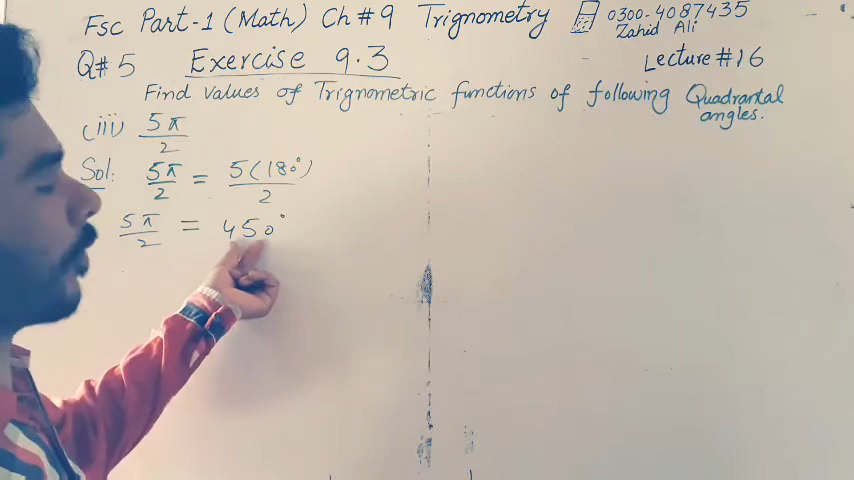 Fsc Part-1 (Math) Ch # 9 Trignometry 0300-4087435
Zahid Ali
Q# 5 Exercise 9.3 Lecture # 16
Find values of Trignometric functions of following Quadrantal angles.
(iii) 5π/2
Sol: 5π/2 = 5(180°)/2
5π/2 = 450°